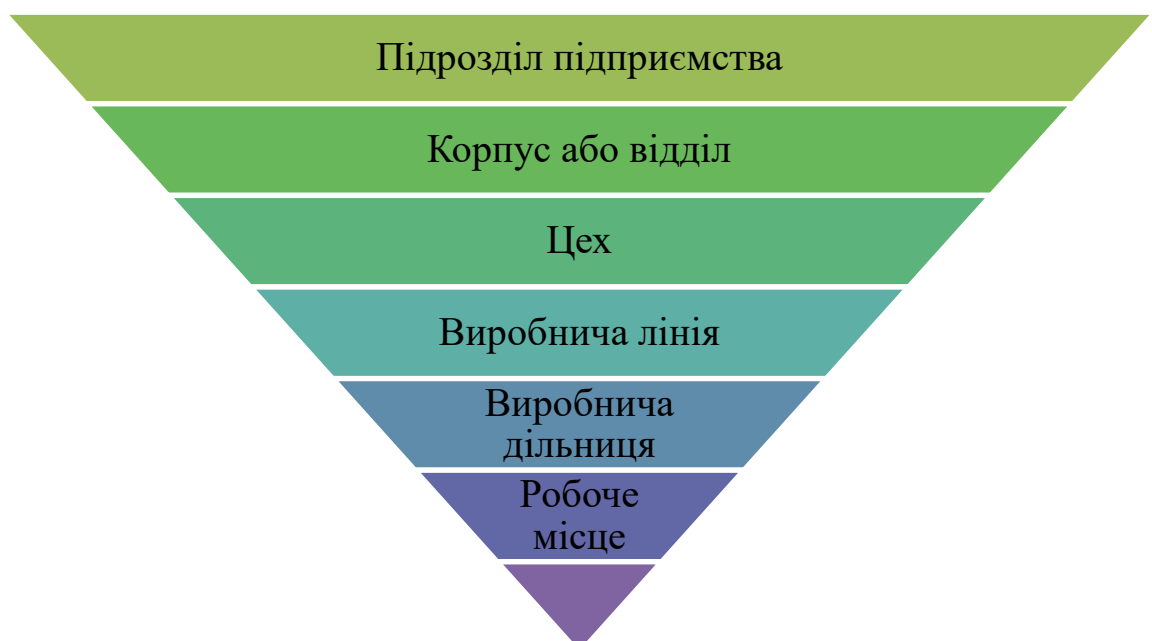 Підрозділ підприємства
Корпус або відділ
Цех
Виробнича лінія
Виробнича
дільниця
Робоче
місце